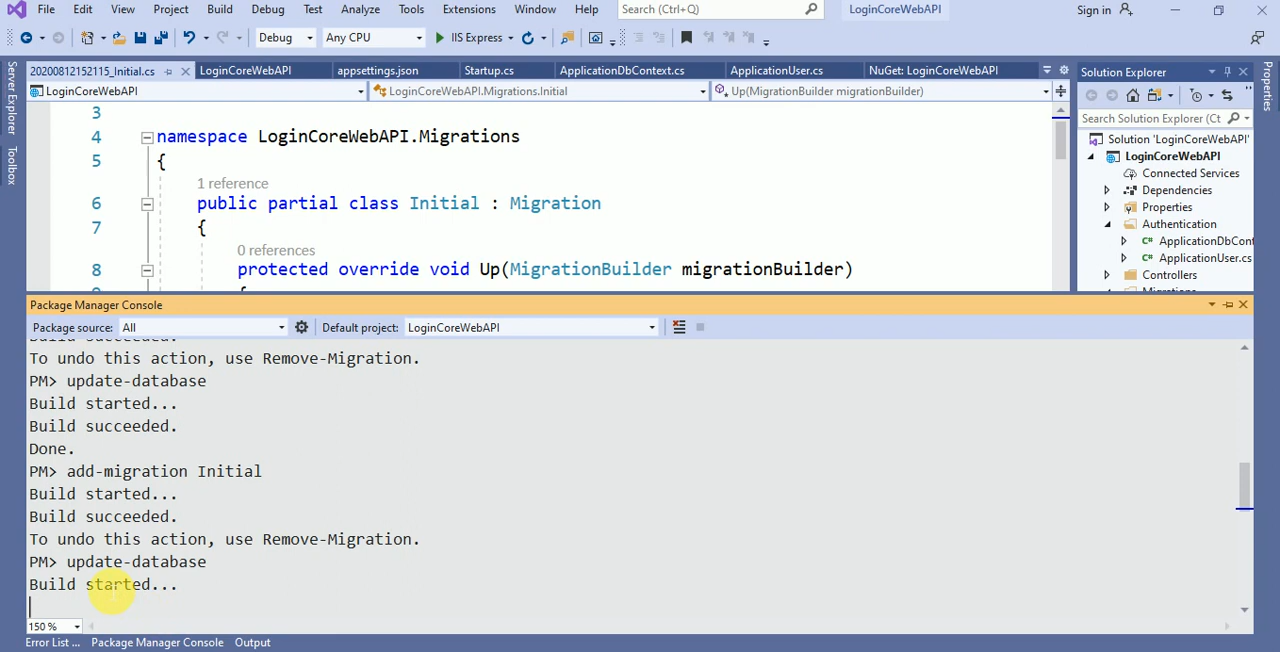 File Edit View Project Build Debug Test Analyze Tools Extensions Window Help Search (Ctrl+Q) LoginCoreWebAPI Sign in
Debug Any CPU IIS Express
Server Explorer
Toolbox
20200812152115_Initial.cs LoginCoreWebAPI appsettings.json Startup.cs ApplicationDbContext.cs ApplicationUser.cs NuGet: LoginCoreWebAPI
LoginCoreWebAPI LoginCoreWebAPI.Migrations.Initial Up(MigrationBuilder migrationBuilder)
3
4 namespace LoginCoreWebAPI.Migrations
5 {
1 reference
6 public partial class Initial : Migration
7 {
0 references
8 protected override void Up(MigrationBuilder migrationBuilder)
Solution Explorer
Search Solution Explorer (Ct
Solution 'LoginCoreWebAPI'
LoginCoreWebAPI
Connected Services
Dependencies
Properties
Authentication
C# ApplicationDbCont
C# ApplicationUser.cs
Controllers
Migrations
Properties
Package Manager Console
Package source: All Default project: LoginCoreWebAPI
Build succeeded.
To undo this action, use Remove-Migration.
PM> update-database
Build started...
Build succeeded.
Done.
PM> add-migration Initial
Build started...
Build succeeded.
To undo this action, use Remove-Migration.
PM> update-database
Build started...
150 %
Error List ... Package Manager Console Output